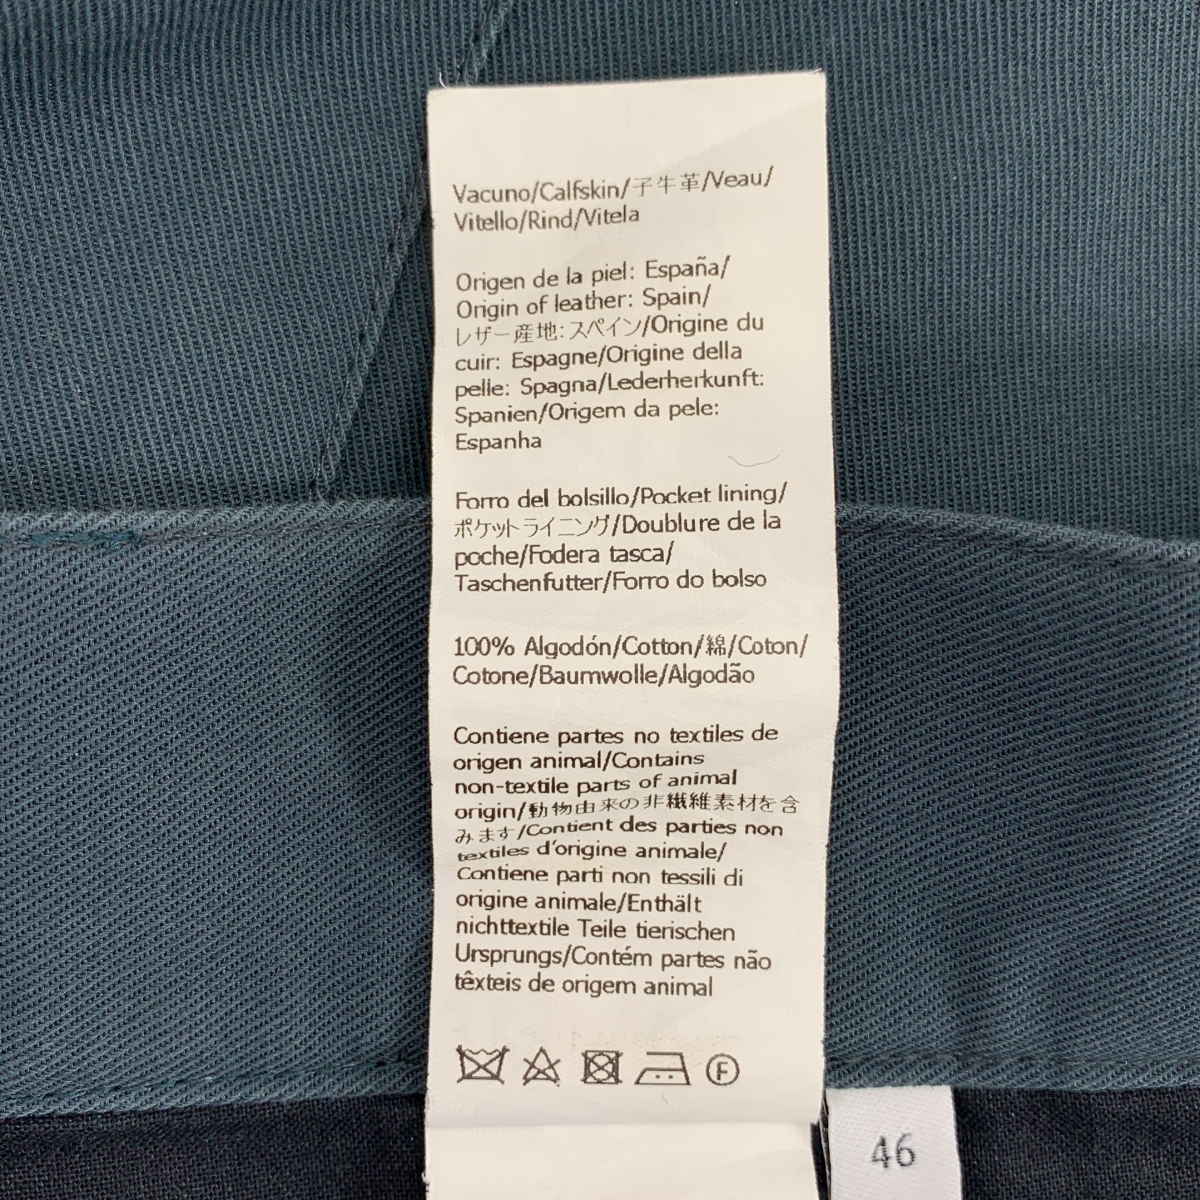 Vacuno/Calfskin/子牛革/Veau/
Vitello/Rind/Vitela
Origen de la piel: España/
Origin of leather: Spain/
レザー産地: スペイン/Origine du
cuir: Espagne/Origine della
pelle: Spagna/Lederherkunft:
Spanien/Origem da pele:
Espanha
Forro del bolsillo/Pocket lining/
ポケットライニング/Doublure de la
poche/Fodera tasca/
Taschenfutter/Forro do bolso
100% Algodón/Cotton/綿/Coton/
Cotone/Baumwolle/Algodão
Contiene partes no textiles de
origen animal/Contains
non-textile parts of animal
origin/動物由来の非繊維素材を含
みます/Contient des parties non
textiles d'origine animale/
Contiene parti non tessili di
origine animale/Enthält
nichttextile Teile tierischen
Ursprungs/Contém partes não
têxteis de origem animal
F
46